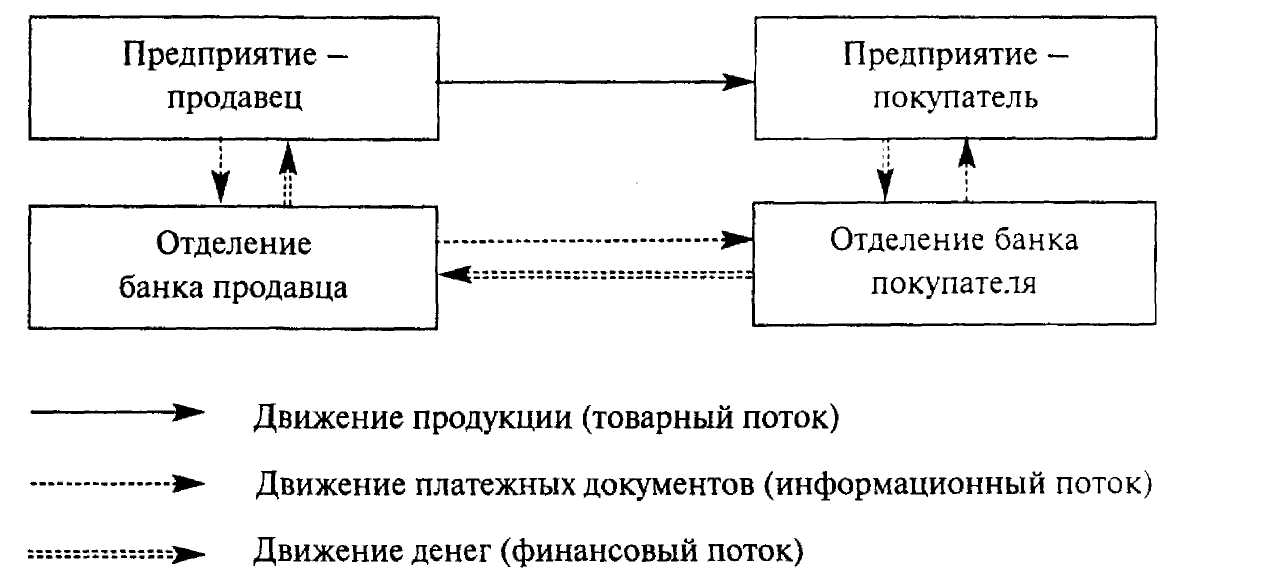 Предприятие —
продавец
Предприятие —
покупатель
Отделение
банка продавца
Отделение банка
покупателя
Движение продукции (товарный поток)
Движение платежных документов (информационный поток)
Движение денег (финансовый поток)